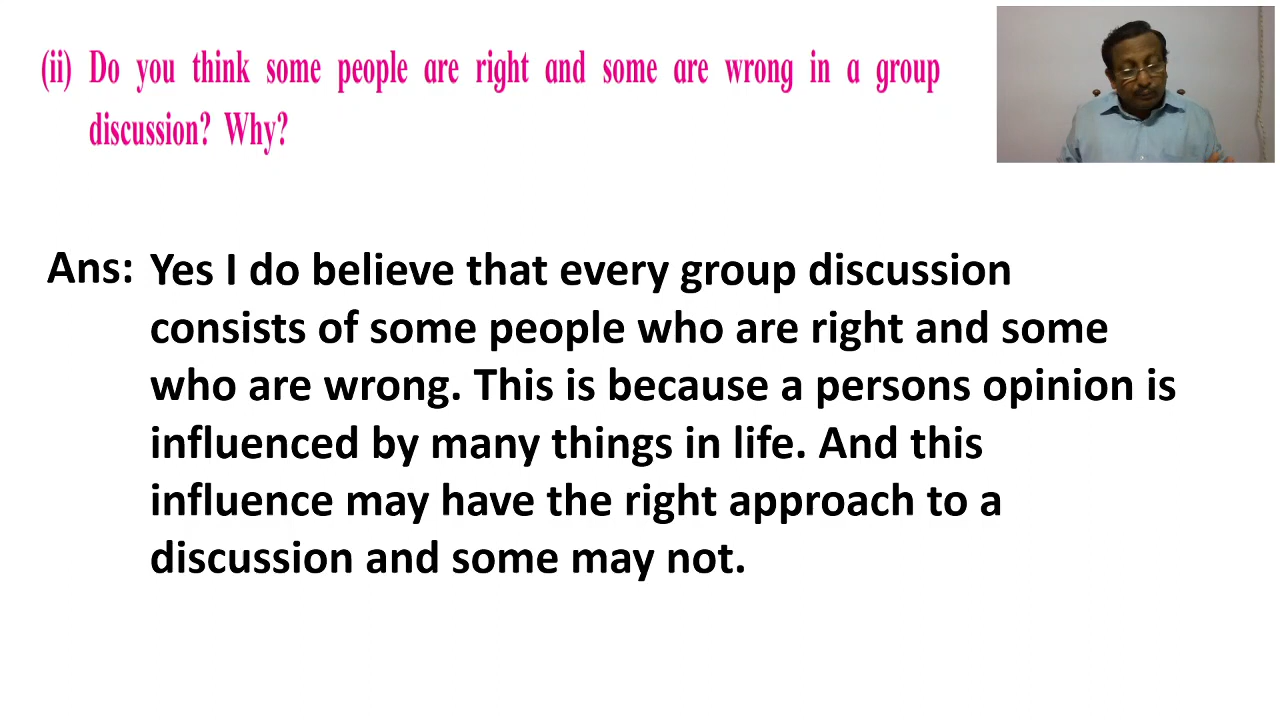 (ii) Do you think some people are right and some are wrong in a group
discussion? Why?
Ans: Yes I do believe that every group discussion
consists of some people who are right and some
who are wrong. This is because a persons opinion is
influenced by many things in life. And this
influence may have the right approach to a
discussion and some may not.